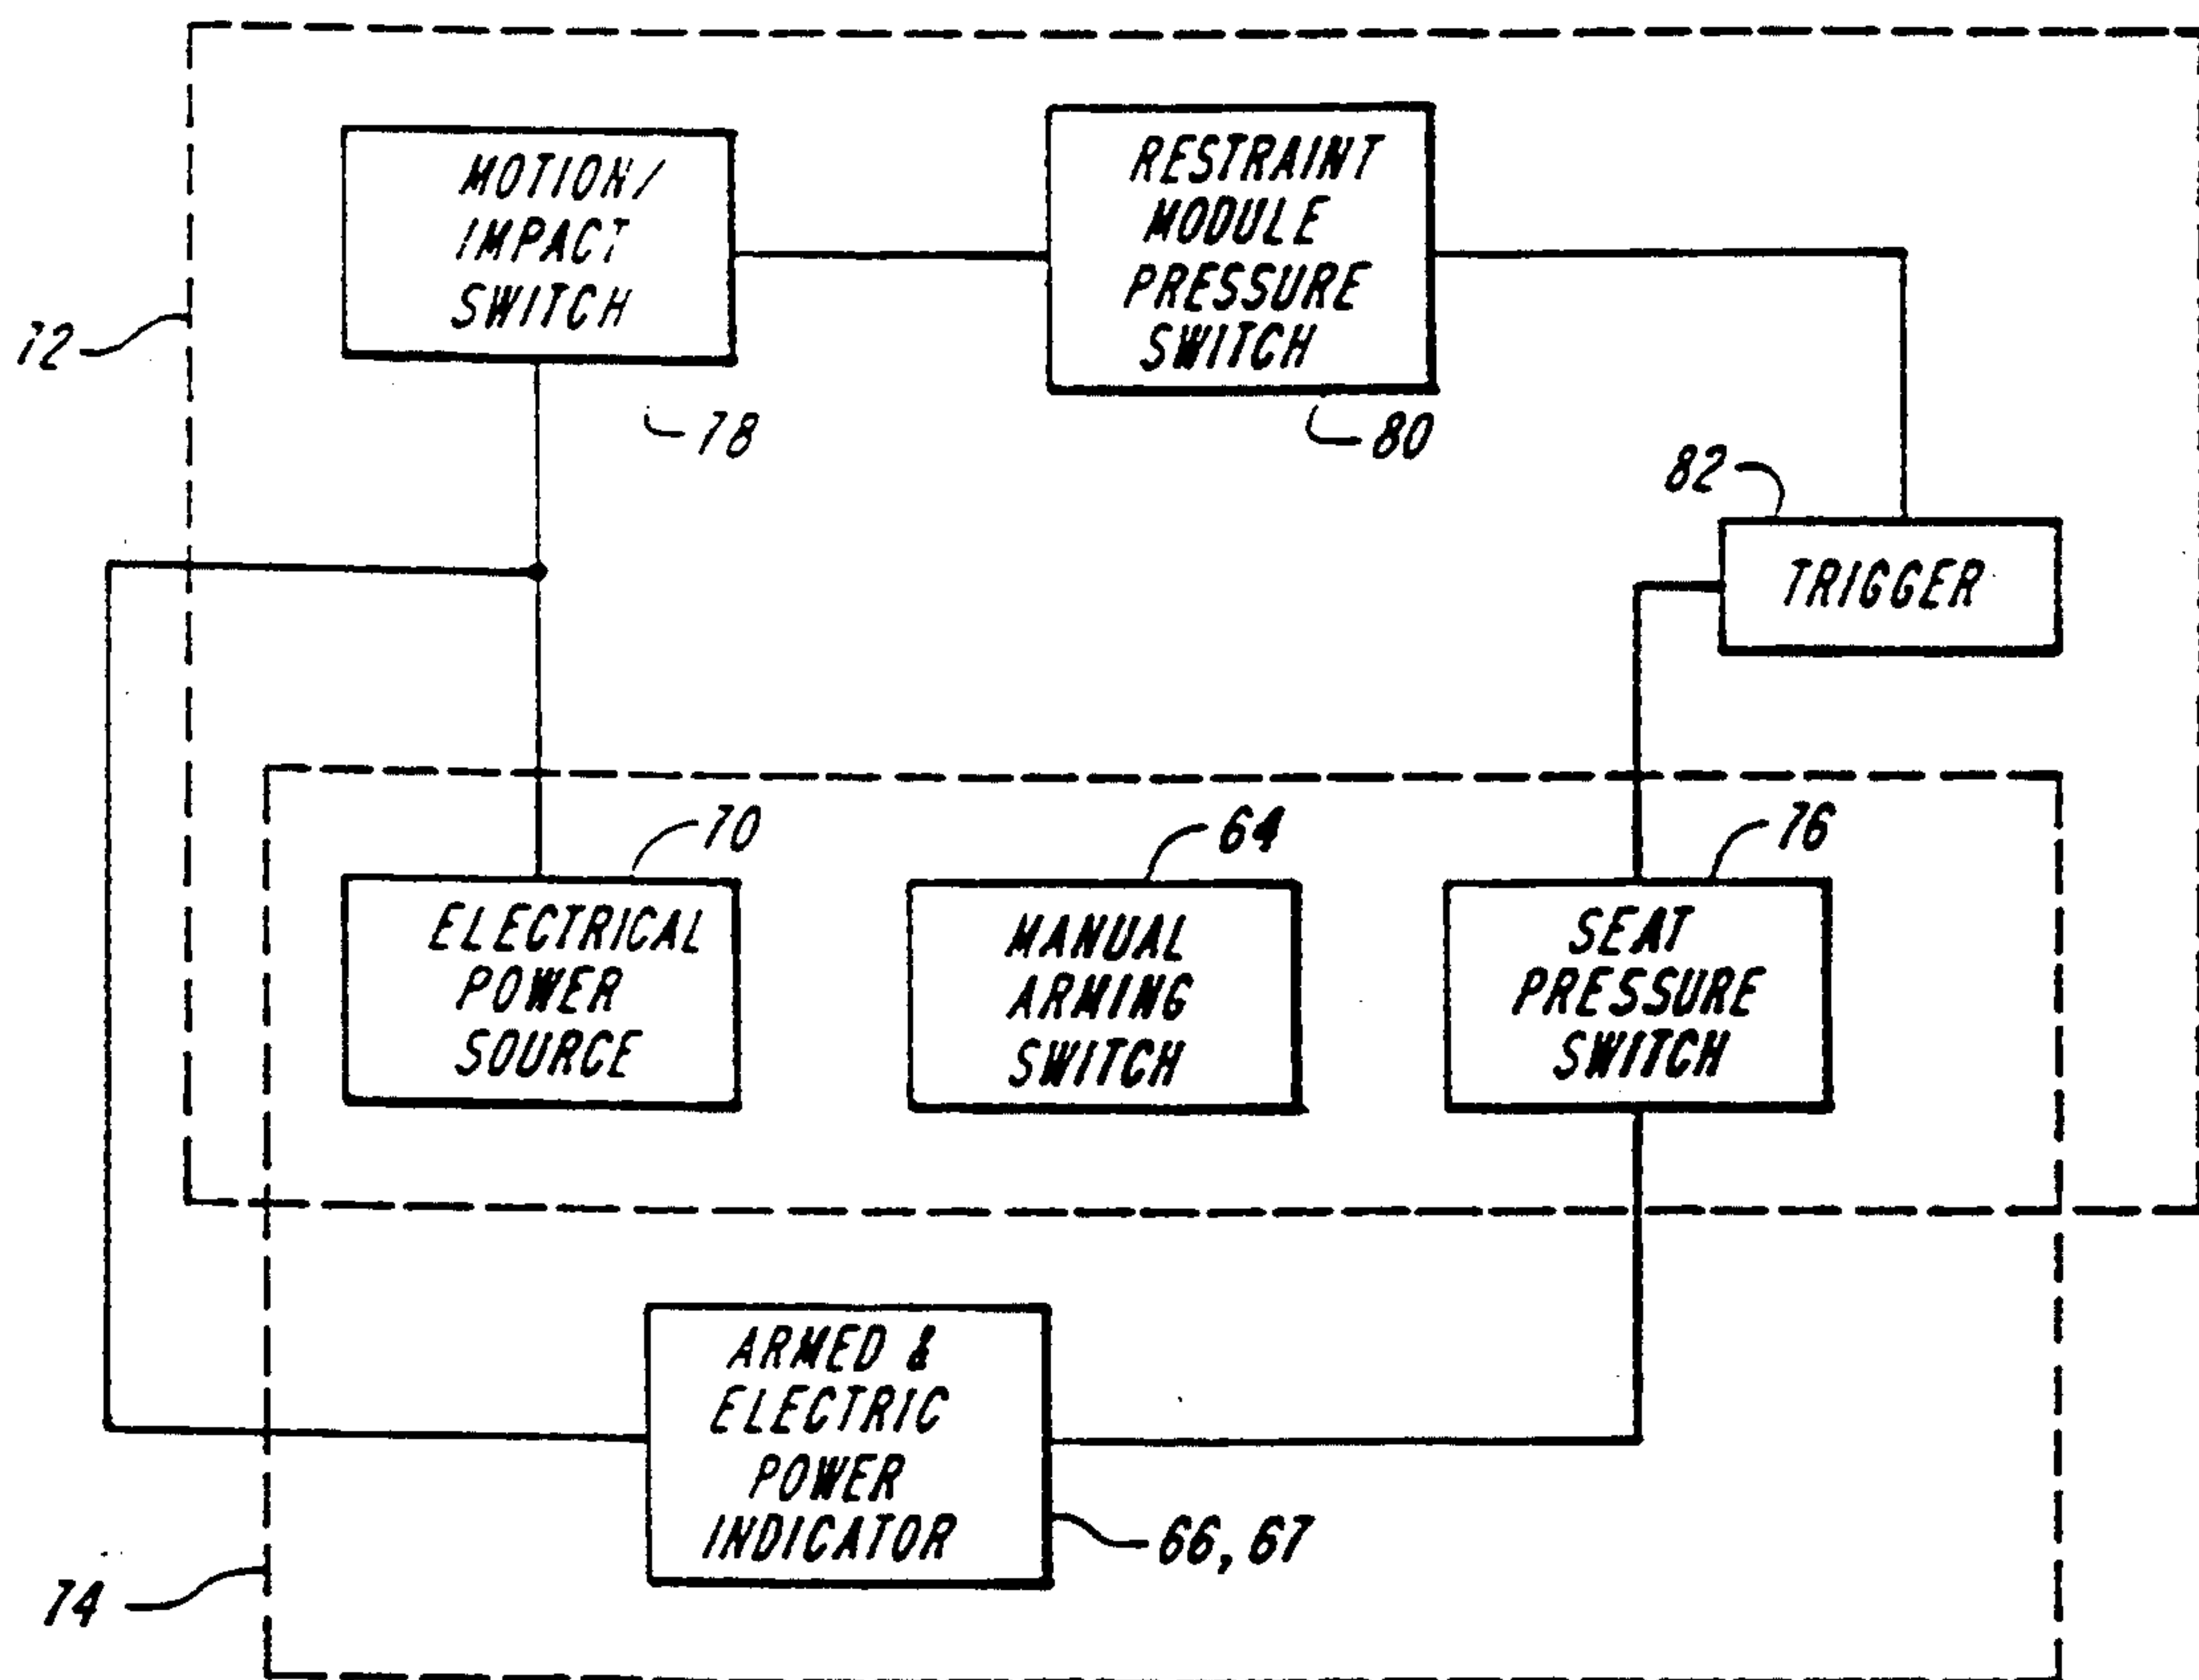 MOTION/
IMPACT
SWITCH
RESTRAINT
MODULE
PRESSURE
SWITCH
72
78
80
82
TRIGGER
70
64
76
ELECTRICAL
POWER
SOURCE
MANUAL
ARMING
SWITCH
SEAT
PRESSURE
SWITCH
ARMED &
ELECTRIC
POWER
INDICATOR
66, 67
74